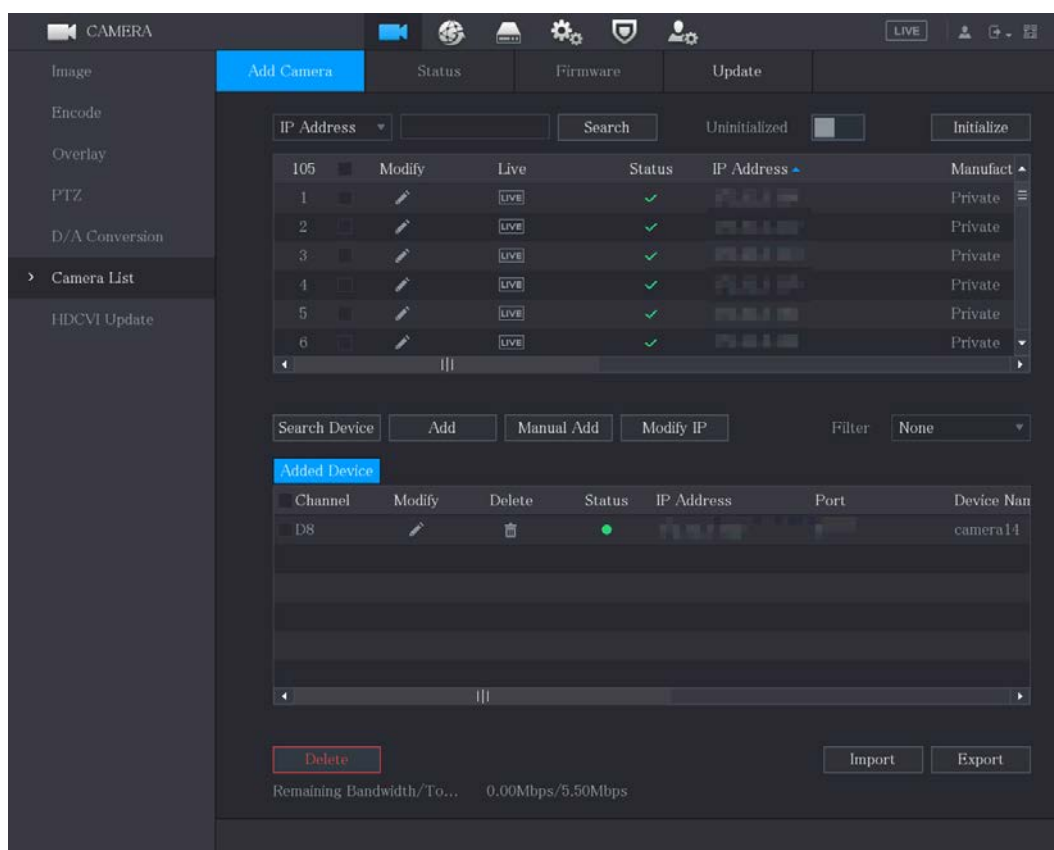 CAMERA LIVE
Image Add Camera Status Firmware Update
Encode
IP Address Search Uninitialized Initialize
Overlay
105 Modify Live Status IP Address Manufact
PTZ
1 LIVE Private
2 LIVE Private
D/A Conversion
3 LIVE Private
Camera List
4 LIVE Private
5 LIVE Private
HDCVI Update
6 LIVE Private
Search Device Add Manual Add Modify IP Filter None
Added Device
Channel Modify Delete Status IP Address Port Device Nam
D8 camera14
Delete Import Export
Remaining Bandwidth/To... 0.00Mbps/5.50Mbps